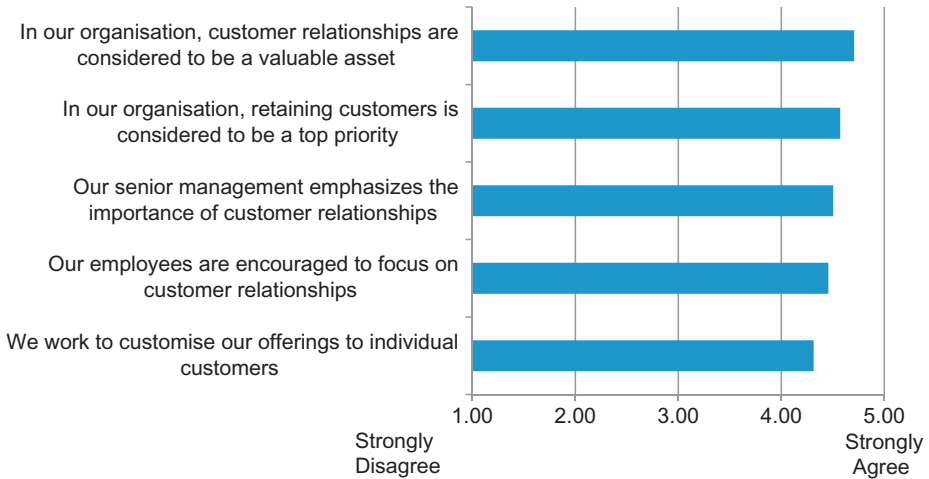 In our organisation, customer relationships are
considered to be a valuable asset
In our organisation, retaining customers is
considered to be a top priority
Our senior management emphasizes the
importance of customer relationships
Our employees are encouraged to focus on
customer relationships
We work to customise our offerings to individual
customers
1.00 2.00 3.00 4.00 5.00
Strongly
Disagree
Strongly
Agree